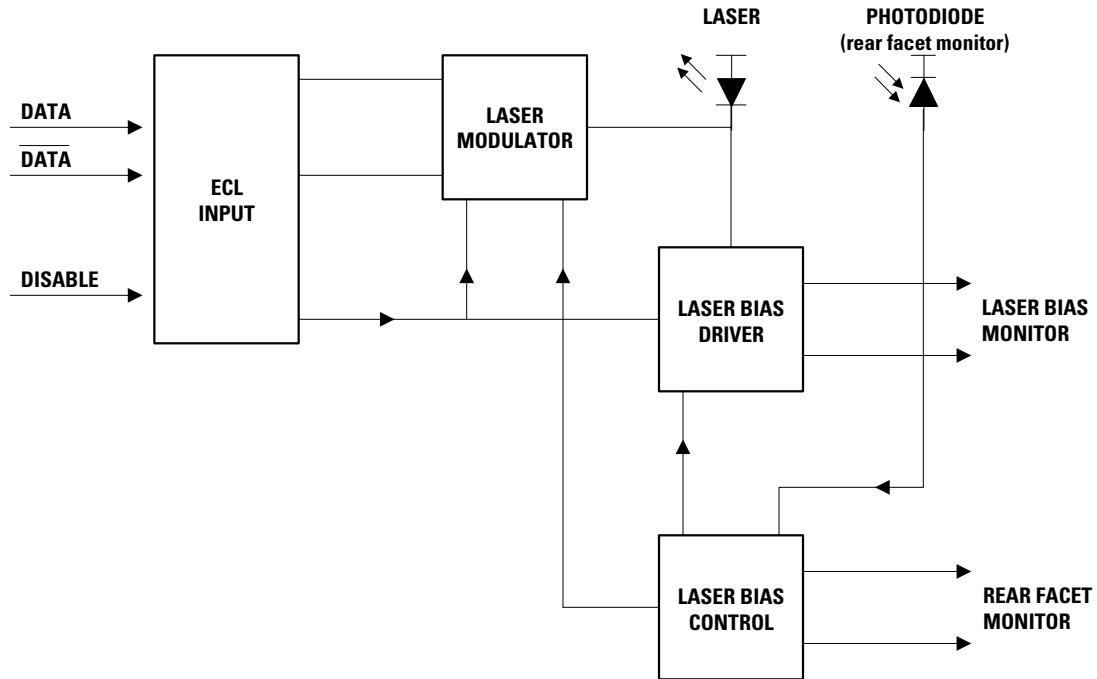 LASER
PHOTODIODE
(rear facet monitor)
DATA
DATA
DISABLE
ECL
INPUT
LASER
MODULATOR
LASER BIAS
DRIVER
LASER BIAS
MONITOR
LASER BIAS
CONTROL
REAR FACET
MONITOR